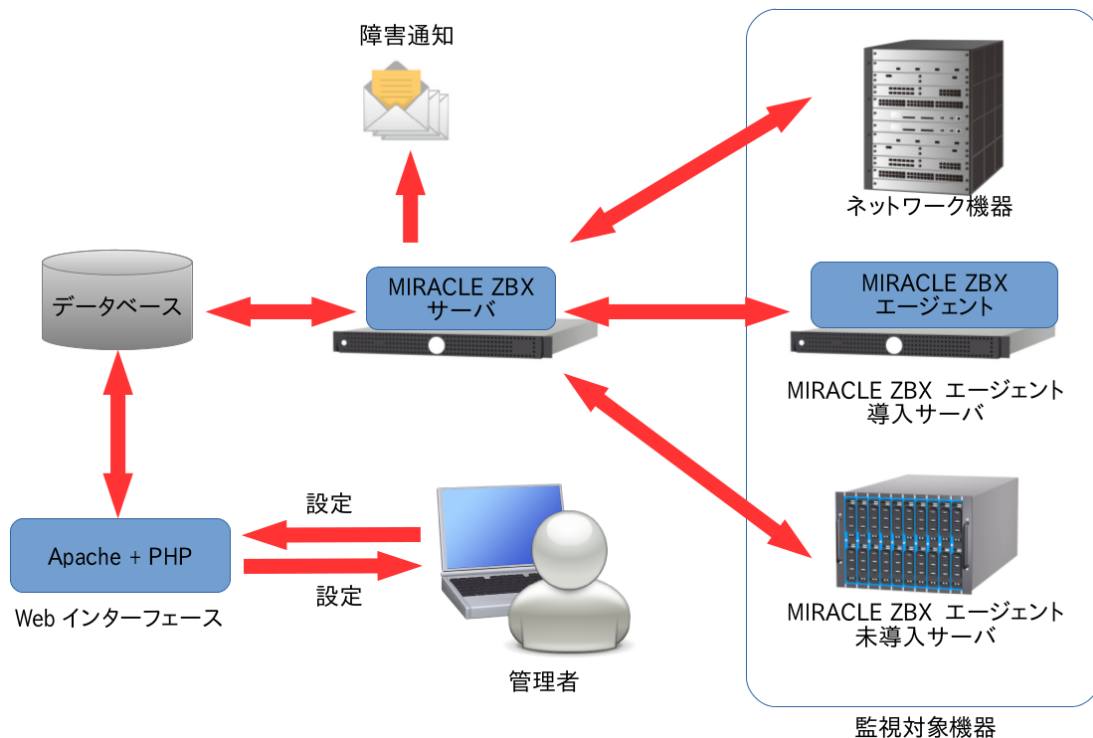 障害通知
ネットワーク機器
データベース
MIRACLE ZBX
サーバ
MIRACLE ZBX
エージェント
MIRACLE ZBX エージェント
導入サーバ
設定
Apache + PHP
設定
Web インターフェース
管理者
MIRACLE ZBX エージェント
未導入サーバ
監視対象機器